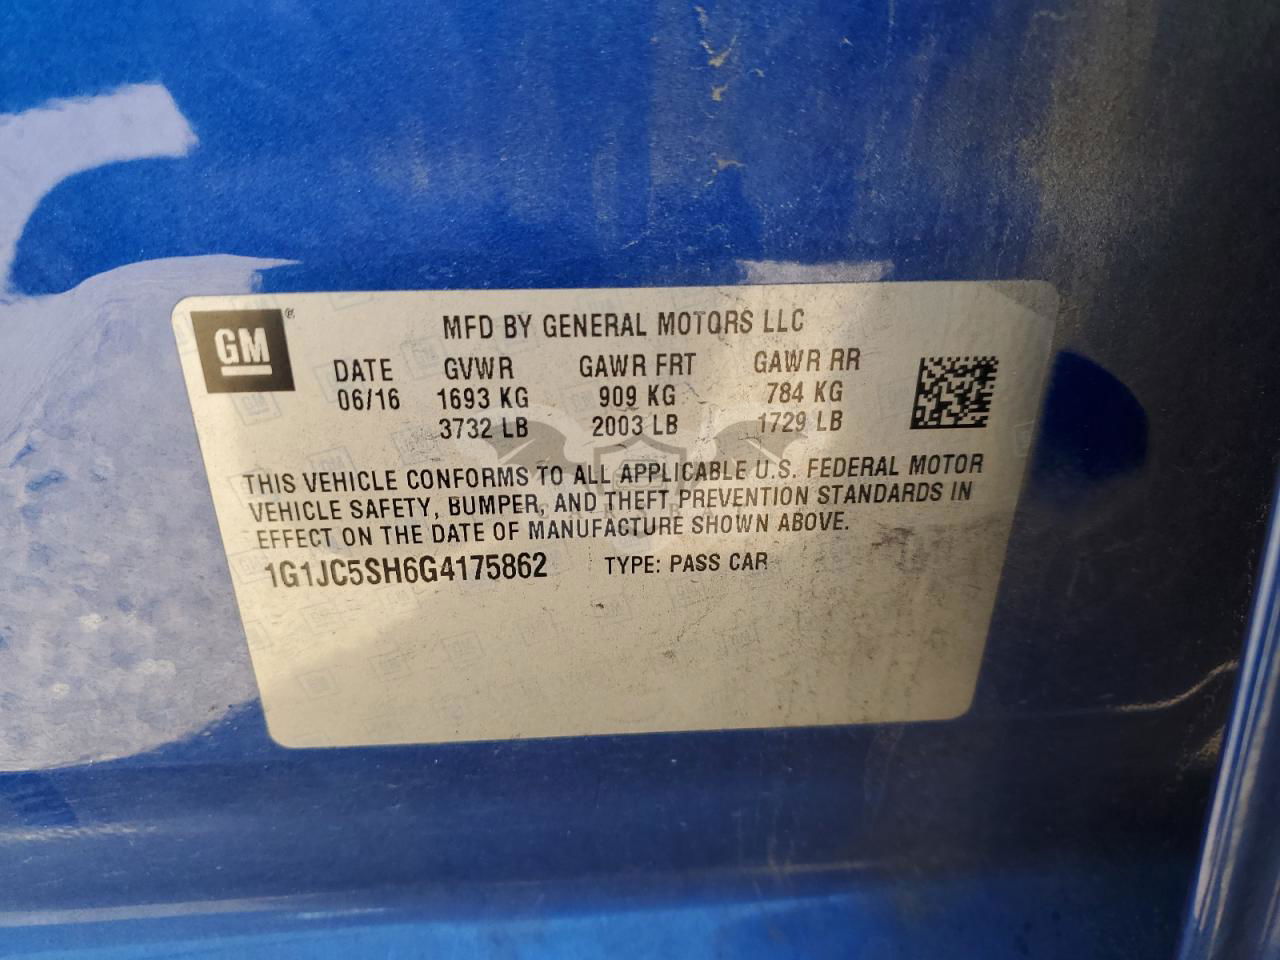 GM ®
MFD BY GENERAL MOTORS LLC
DATE GVWR GAWR FRT GAWR RR
06/16 1693 KG 909 KG 784 KG
3732 LB 2003 LB 1729 LB
THIS VEHICLE CONFORMS TO ALL APPLICABLE U.S. FEDERAL MOTOR
VEHICLE SAFETY, BUMPER, AND THEFT PREVENTION STANDARDS IN
EFFECT ON THE DATE OF MANUFACTURE SHOWN ABOVE.
1G1JC5SH6G4175862 TYPE: PASS CAR